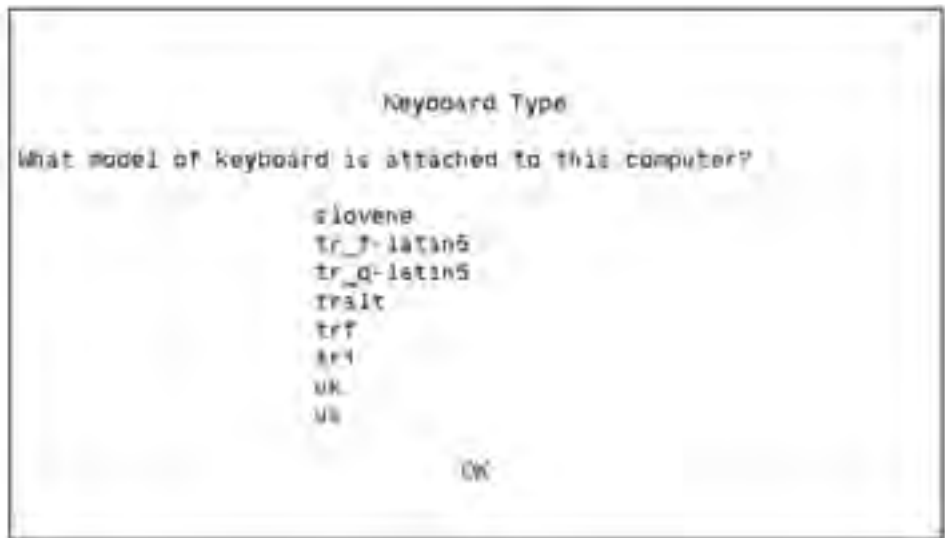 Keyboard Type
What model of keyboard is attached to this computer?
slovene
tr_f-latin5
tr_q-latin5
tralt
trf
trq
uk
us
OK